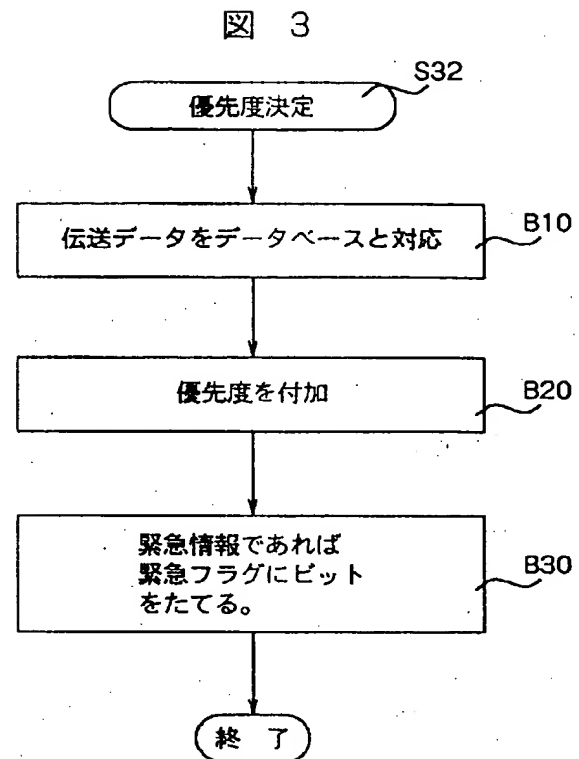 図 3
S32
優先度決定
伝送データをデータベースと対応
B10
優先度を付加
B20
緊急情報であれば
緊急フラグにビット
をたてる。
B30
終 了